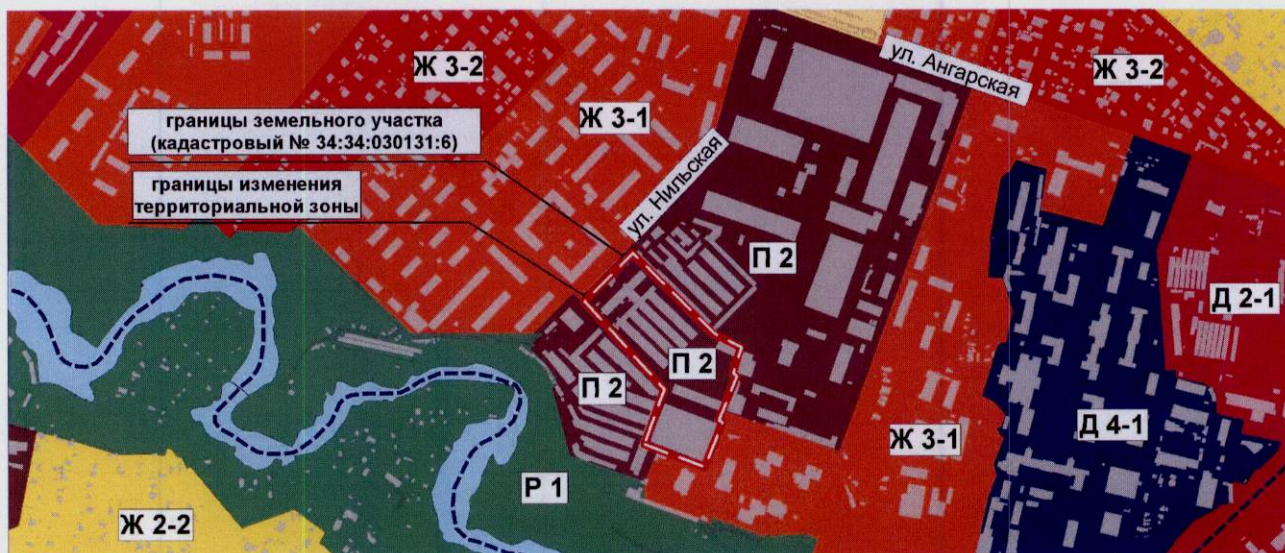 Ж 3-2
ул. Ангарская
Ж 3-2
границы земельного участка
(кадастровый № 34:34:030131:6)
Ж 3-1
границы изменения
территориальной зоны
ул. Нильская
П 2
Д 2-1
П 2
П 2
Ж 3-1
Д 4-1
Р 1
Ж 2-2